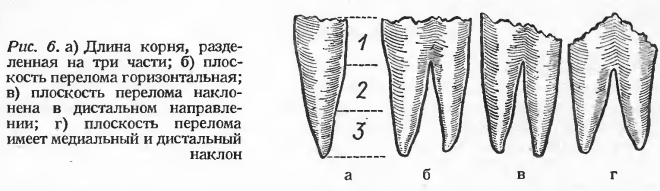 Рис. 6. а) Длина корня, разде-
ленная на три части; б) плос-
кость перелома горизонтальная;
в) плоскость перелома накло-
нена в дистальном направле-
нии; г) плоскость перелома
имеет медиальный и дистальный
наклон
1
2
3
а б в г